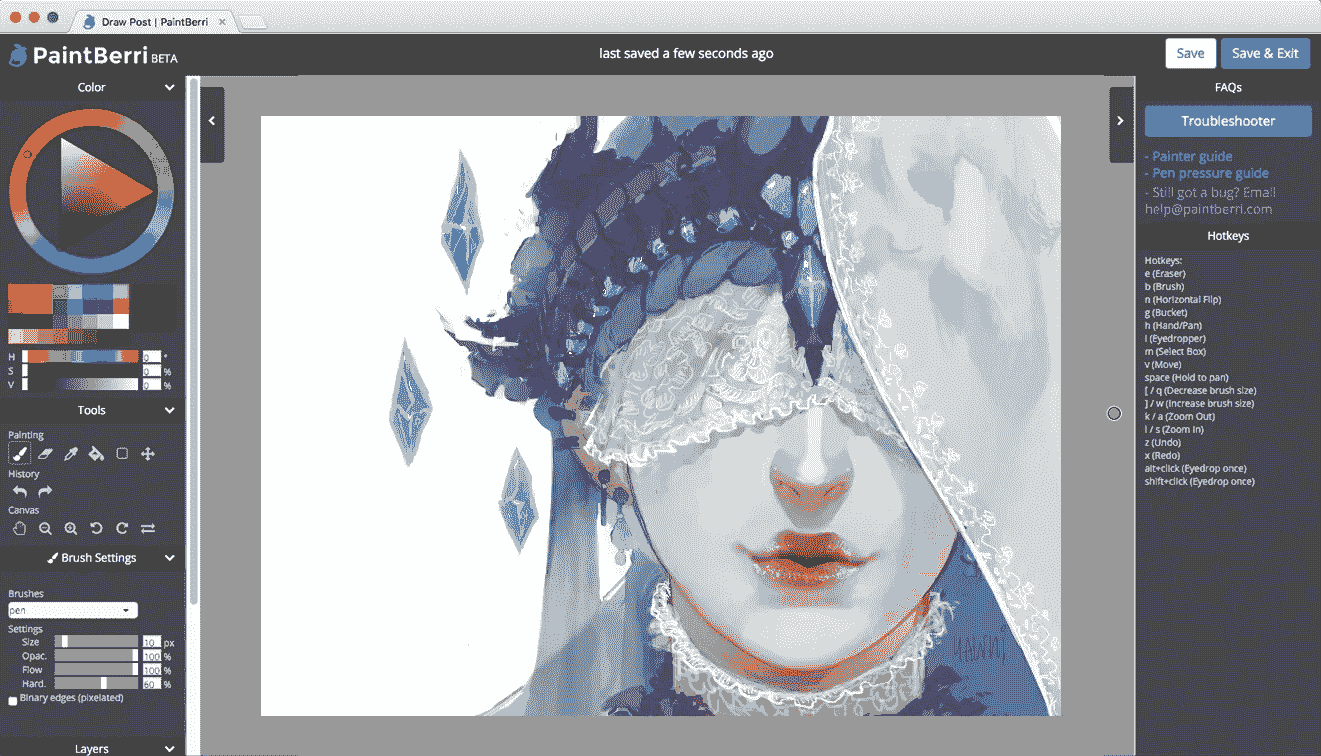 Draw Post | PaintBerri
PaintBerri BETA
last saved a few seconds ago
Save
Save & Exit
Color
H 0 °
S 0 %
V 0 %
Tools
Painting
History
Canvas
Brush Settings
Brushes
pen
Settings
Size 10 px
Opac. 100 %
Flow 100 %
Hard. 60 %
Binary edges (pixelated)
Layers
FAQs
Troubleshooter
- Painter guide
- Pen pressure guide
- Still got a bug? Email
help@paintberri.com
Hotkeys
Hotkeys:
e (Eraser)
b (Brush)
n (Horizontal Flip)
g (Bucket)
h (Hand/Pan)
I (Eyedropper)
m (Select Box)
v (Move)
space (Hold to pan)
[ / q (Decrease brush size)
] / w (Increase brush size)
k / a (Zoom Out)
l / s (Zoom In)
z (Undo)
x (Redo)
alt+click (Eyedrop once)
shift+click (Eyedrop once)